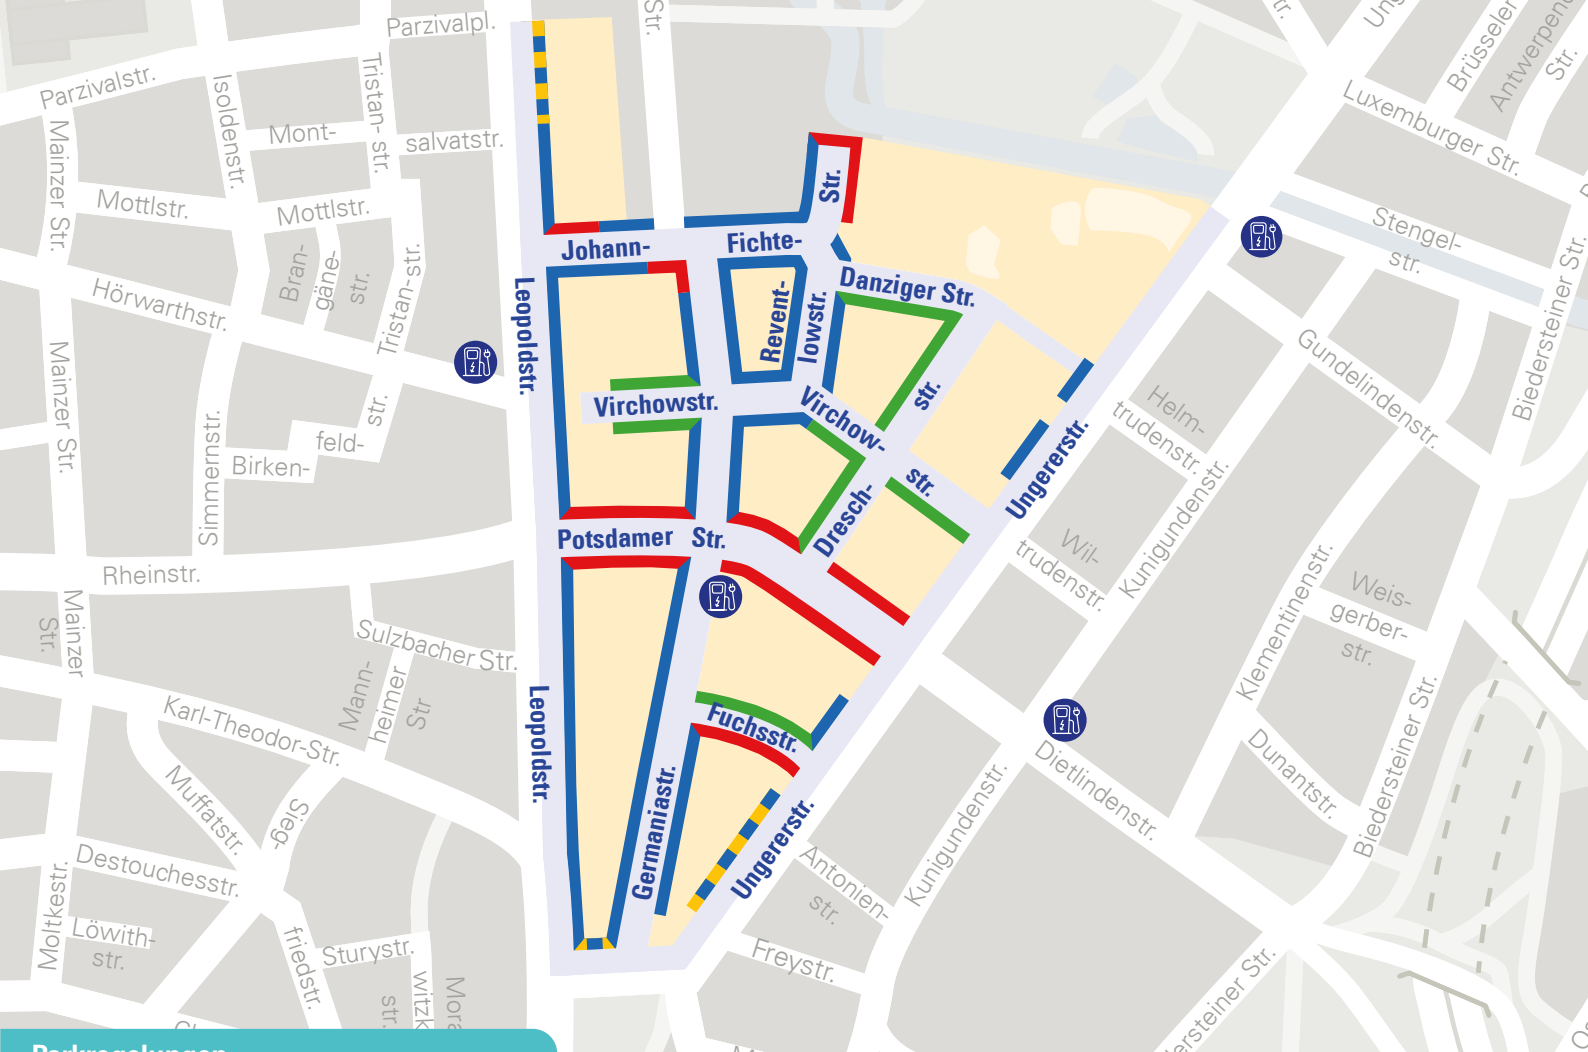 Parzivalpl.
Str.
Parzivalstr.
Isoldenstr.
Tristan-str.
Mont-
salvatstr.
Mainzer Str.
Mottlstr.
Mottlstr.
Bran-
gäne-
str.
Tristan-str.
Hörwarthstr.
Mainzer Str.
Simmernstr.
Birken-
feld-
str.
Rheinstr.
Mainzer
Str.
Sulzbacher Str.
Mann-
heimer
Str
Karl-Theodor-Str.
Muffatstr.
Sieg-
friedstr.
Destouchesstr.
Moltkestr.
Löwith-
str.
Sturystr.
str.
Leopoldstr.
Leopoldstr.
Johann-
Fichte-
Str.
Danziger Str.
Revent-
lowstr.
Virchowstr.
Virchow-
str.
Dresch-
str.
Potsdamer Str.
Fuchsstr.
Germaniastr.
Ungererstr.
Ungererstr.
Brüsseler
Str.
Luxemburger Str.
Stengel-
str.
Biedersteiner Str.
Gundelindenstr.
Helm-
trudenstr.
Kunigundenstr.
Wil-
trudenstr.
Klementinenstr.
Weis-
gerber-
str.
Biedersteiner Str.
Dunantstr.
Dietlindenstr.
Kunigundenstr.
Antonien-
str.
Freystr.
ersteiner Str.
Parkregelungen